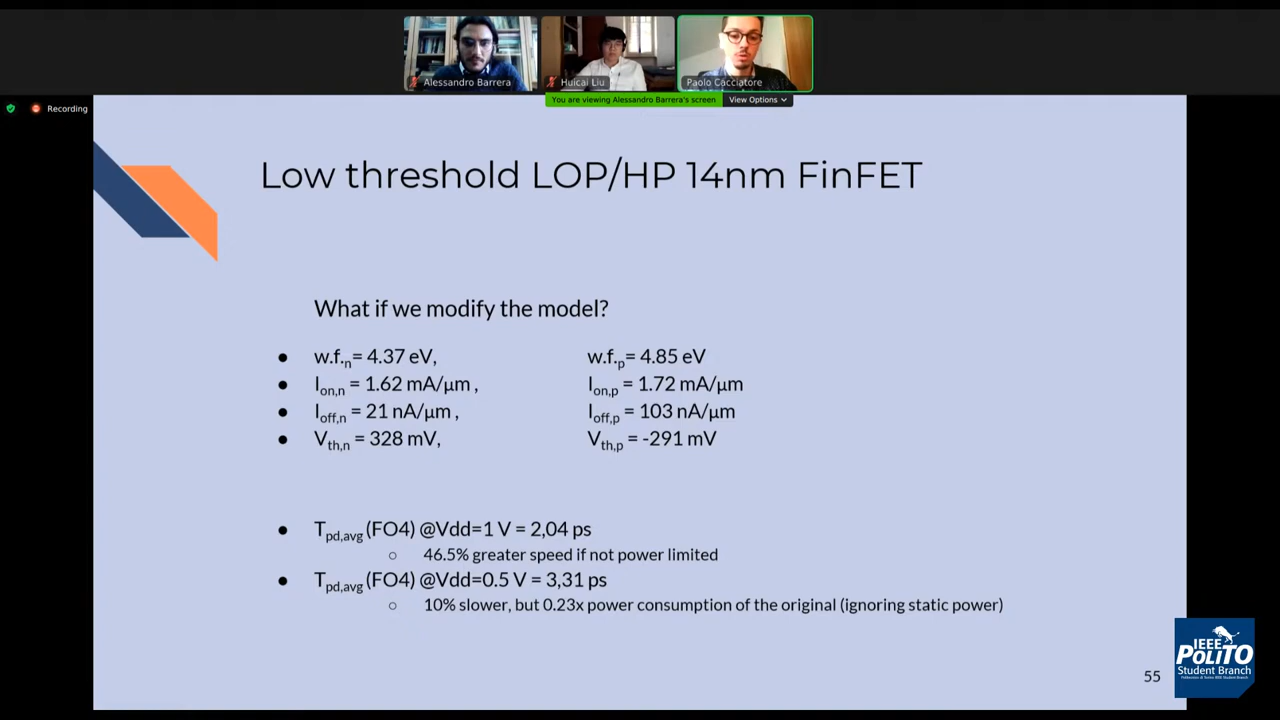 Alessandro Barrera
Huicai Liu
Paolo Cacciatore
You are viewing Alessandro Barrera's screen
View Options
Recording
Low threshold LOP/HP 14nm FinFET
What if we modify the model?
● w.f.n= 4.37 eV, w.f.p= 4.85 eV
● Ion,n = 1.62 mA/μm , Ion,p = 1.72 mA/μm
● Ioff,n = 21 nA/μm , Ioff,p = 103 nA/μm
● Vth,n = 328 mV, Vth,p = -291 mV
● Tpd,avg (FO4) @Vdd=1 V = 2,04 ps
○ 46.5% greater speed if not power limited
● Tpd,avg (FO4) @Vdd=0.5 V = 3,31 ps
○ 10% slower, but 0.23x power consumption of the original (ignoring static power)
55
IEEE
POLITO
Student Branch